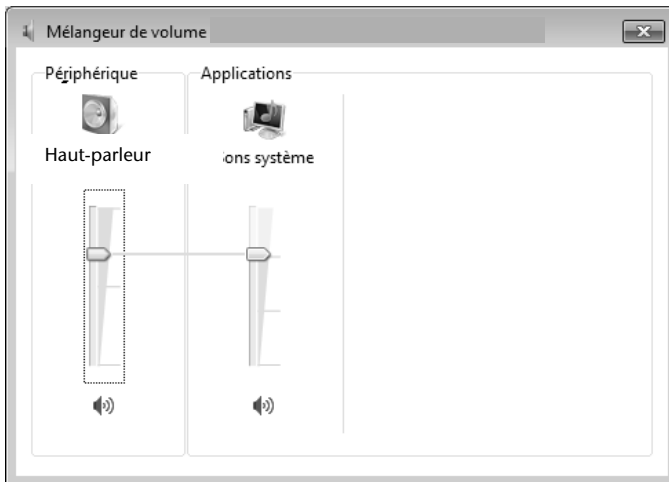 Mélangeur de volume
Périphérique
Applications
Haut-parleur
ons système